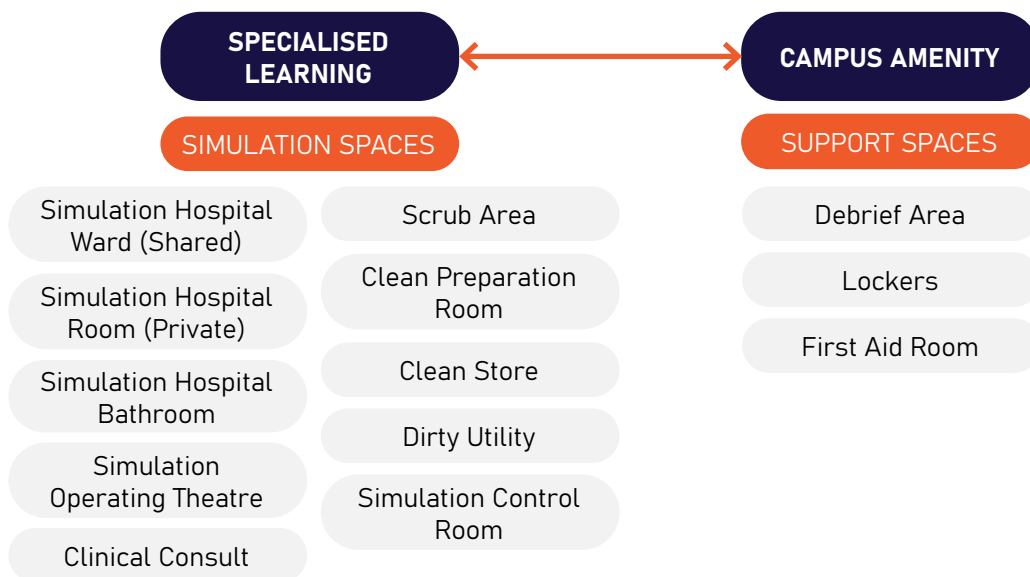 SPECIALISED
LEARNING
CAMPUS AMENITY
SIMULATION SPACES
SUPPORT SPACES
Simulation Hospital
Ward (Shared)
Simulation Hospital
Room (Private)
Simulation Hospital
Bathroom
Simulation
Operating Theatre
Clinical Consult
Scrub Area
Clean Preparation
Room
Clean Store
Dirty Utility
Simulation Control
Room
Debrief Area
Lockers
First Aid Room